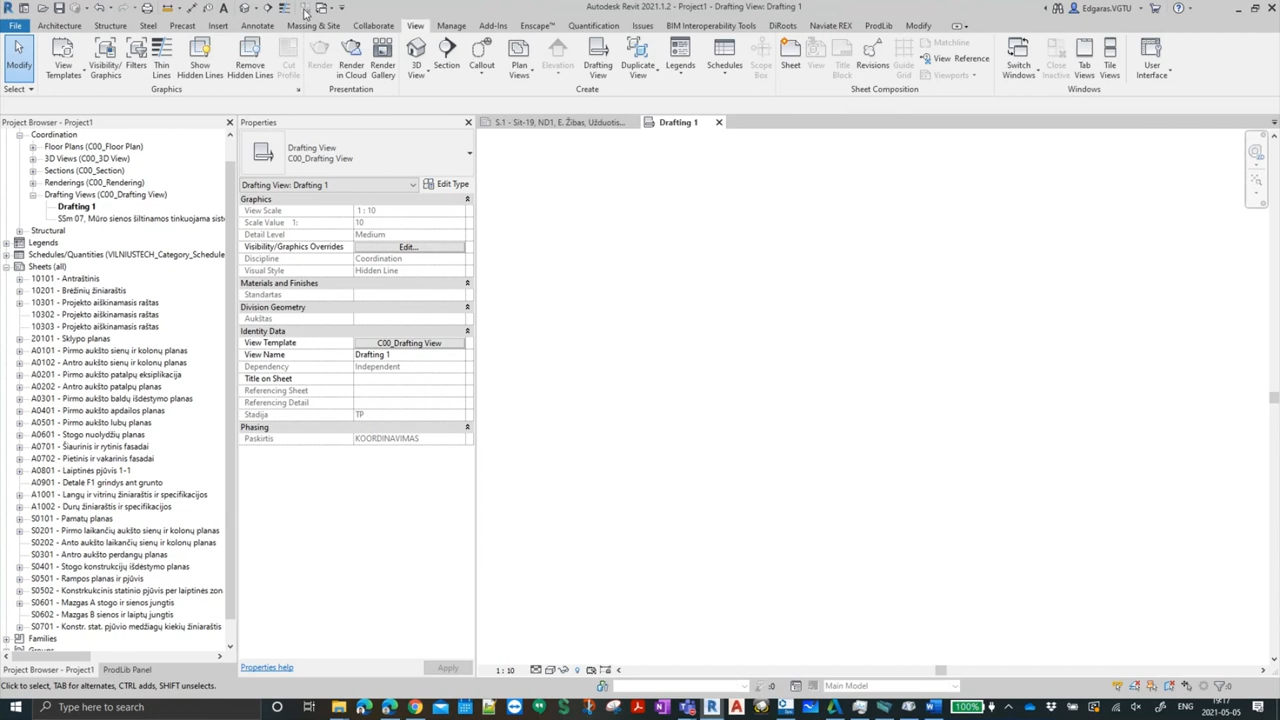 Autodesk Revit 2021.1.2 - Project1 - Drafting View: Drafting 1
Edgaras.VGTU
File Architecture Structure Steel Precast Insert Annotate Analyze Massing & Site Collaborate View Manage Add-Ins Enscape™ Quantification Issues BIM Interoperability Tools DiRoots Naviate REX ProdLib Modify
Modify
View Templates
Visibility/ Graphics
Filters
Thin Lines
Show Hidden Lines
Remove Hidden Lines
Cut Profile
Render
Render in Cloud
Render Gallery
3D View
Section
Callout
Plan Views
Elevation
Drafting View
Duplicate View
Legends
Schedules
Scope Box
Sheet
View
Title Block
Revisions
Guide Grid
Matchline
View Reference
Viewports
Switch Windows
Close Inactive
Tab Views
Tile Views
User Interface
Select
Graphics
Presentation
Create
Sheet Composition
Windows
Project Browser - Project1
Coordination
Floor Plans (C00_Floor Plan)
3D Views (C00_3D View)
Sections (C00_Section)
Renderings (C00_Rendering)
Drafting Views (C00_Drafting View)
Drafting 1
SSm 07, Mūro sienos šiltinamos tinkuojama sist
Structural
Legends
Schedules/Quantities (VILNIUSTECH_Category_Schedule
Sheets (all)
10101 - Antraštinis
10201 - Brėžinių žiniaraštis
10301 - Projekto aiškinamasis raštas
10302 - Projekto aiškinamasis raštas
10303 - Projekto aiškinamasis raštas
20101 - Sklypo planas
A0101 - Pirmo aukšto sienų ir kolonų planas
A0102 - Antro aukšto sienų ir kolonų planas
A0201 - Pirmo aukšto patalpų eksiplikacija
A0202 - Antro aukšto patalpų planas
A0301 - Pirmo aukšto baldų išdėstymo planas
A0401 - Pirmo aukšto apdailos planas
A0501 - Pirmo aukšto lubų planas
A0601 - Stogo nuolydžių planas
A0701 - Šiaurinis ir rytinis fasadai
A0702 - Pietinis ir vakarinis fasadai
A0801 - Laiptinės pjūvis 1-1
A0901 - Detalė F1 grindys ant grunto
A1001 - Langų ir vitrinų žiniaraštis ir specifikacijos
A1002 - Durų žiniaraštis ir specifikacijos
S0101 - Pamatų planas
S0201 - Pirmo laikančių aukšto sienų ir kolonų planas
S0202 - Anto aukšto laikančių sienų ir kolonų planas
S0301 - Antro aukšto perdangų planas
S0401 - Stogo konstrukcijų išdėstymo planas
S0501 - Rampos planas ir pjūvis
S0502 - Konstrkukcinis statinio pjūvis per laiptinės zon
S0601 - Mazgas A stogo ir sienos jungtis
S0602 - Mazgas B sienos ir laiptų jungtis
S0701 - Konstr. stat. pjūvio medžiagų kiekių žiniaraštis
Families
Groups
Project Browser - Project1
ProdLib Panel
Properties
Drafting View
C00_Drafting View
Drafting View: Drafting 1
Edit Type
Graphics
View Scale 1 : 10
Scale Value 1: 10
Detail Level Medium
Visibility/Graphics Overrides Edit...
Discipline Coordination
Visual Style Hidden Line
Materials and Finishes
Standartas
Division Geometry
Aukštas
Identity Data
View Template C00_Drafting View
View Name Drafting 1
Dependency Independent
Title on Sheet
Referencing Sheet
Referencing Detail
Stadija TP
Phasing
Paskirtis KOORDINAVIMAS
Properties help
Apply
S.1 - Sit-19, ND1, E. Žibas, Užduotis...
Drafting 1
1 : 10
Click to select, TAB for alternates, CTRL adds, SHIFT unselects.
:0
Main Model
:0
Type here to search
100%
ENG
19:17
2021-05-05